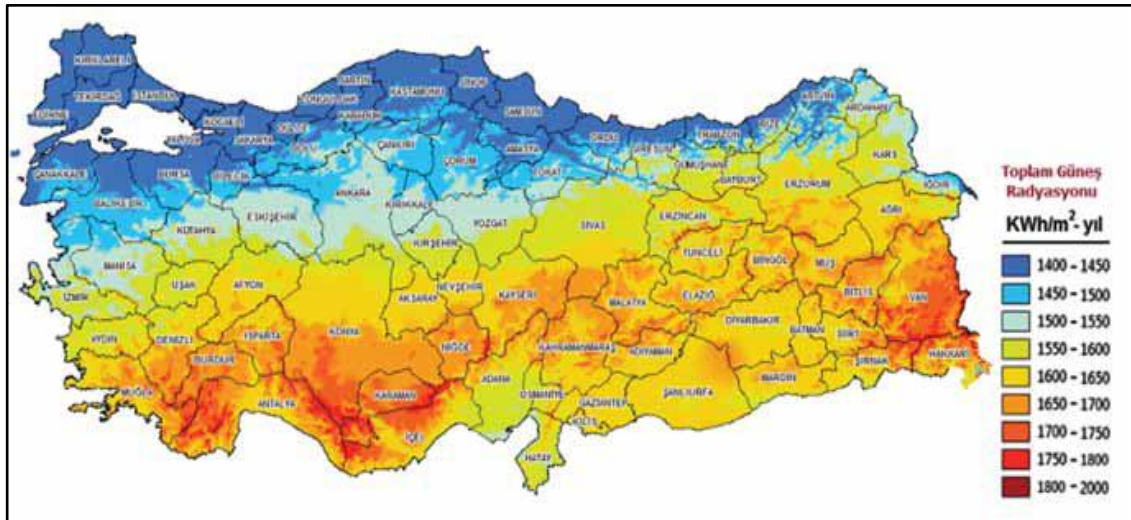 KIRKLARELİ
EDİRNE
TEKİRDAĞ
İSTANBUL
KOCAELİ
YALOVA
SAKARYA
DÜZCE
BOLU
ZONGULDAK
BARTIN
KARABÜK
KASTAMONU
SİNOP
SAMSUN
ORDU
GİRESUN
TRABZON
RİZE
ARTVİN
ARDAHAN
ÇANAKKALE
BALIKESİR
BURSA
BİLECİK
ESKİŞEHİR
ANKARA
ÇANKIRI
KIRIKKALE
ÇORUM
AMASYA
TOKAT
GÜMÜŞHANE
BAYBURT
ERZURUM
KARS
IĞDIR
AĞRI
KÜTAHYA
MANİSA
İZMİR
UŞAK
AFYON
KIRŞEHİR
YOZGAT
SİVAS
ERZİNCAN
TUNCELİ
BİNGÖL
MUŞ
BİTLİS
VAN
AYDIN
DENİZLİ
ISPARTA
BURDUR
MUĞLA
ANTALYA
KONYA
AKSARAY
NEVŞEHİR
NİĞDE
KAYSERİ
MALATYA
ELAZIĞ
DİYARBAKIR
BATMAN
SİİRT
ŞIRNAK
HAKKARİ
KARAMAN
İÇEL
ADANA
OSMANİYE
KAHRAMANMARAŞ
ADIYAMAN
GAZİANTEP
KİLİS
HATAY
ŞANLIURFA
MARDİN
Toplam Güneş
Radyasyonu
KWh/m²- yıl
1400 - 1450
1450 - 1500
1500 - 1550
1550 - 1600
1600 - 1650
1650 - 1700
1700 - 1750
1750 - 1800
1800 - 2000